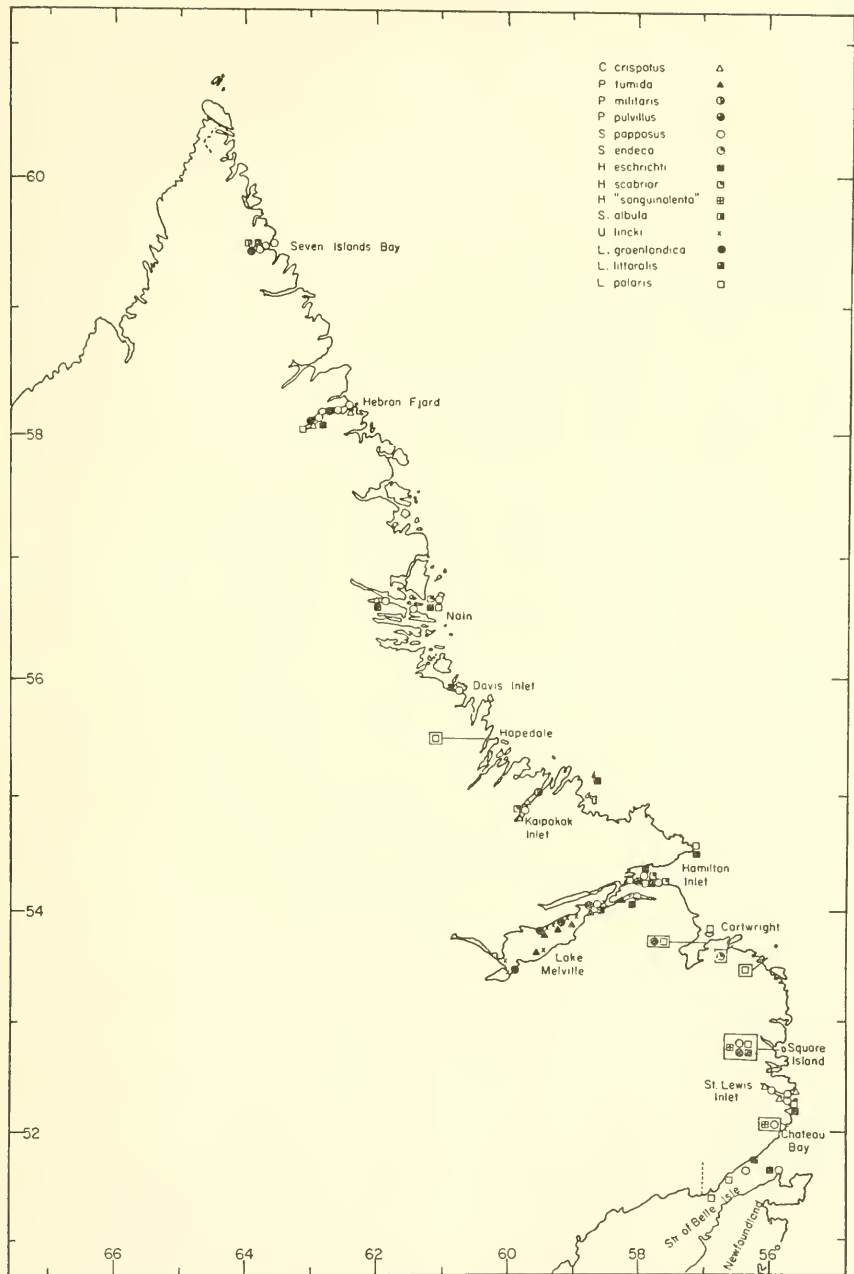 C crispatus
P tumida
P militaris
P pulvillus
S papposus
S endeca
H eschrichti
H scabrior
H "sanguinolenta"
S. albula
U lincki
L. groenlandica
L. littoralis
L polaris
60
Seven Islands Bay
Hebron Fjord
58
Nain
56
Davis Inlet
Hopedale
Kaipokok
Inlet
Hamilton
Inlet
54
Cartwright
Lake
Melville
Square
Island
St. Lewis
Inlet
52
Chateau
Bay
Str of Belle Isle
Newfoundland
66
64
62
60
58
56